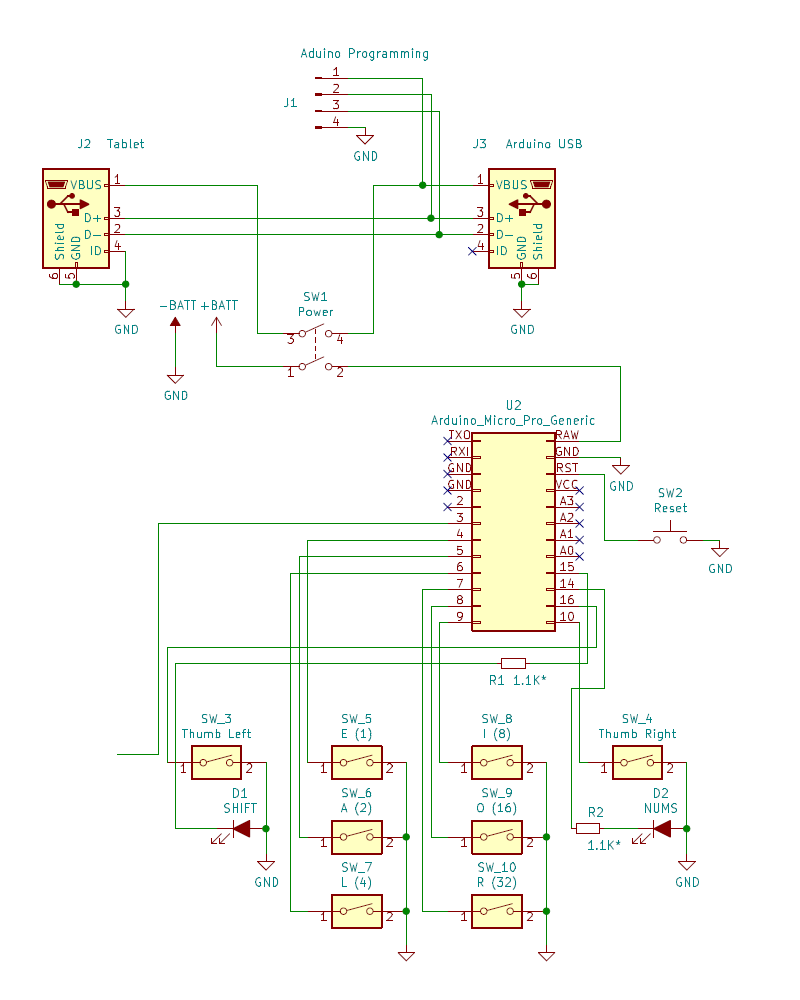 Aduino Programming
J1
1
2
3
4
GND
J2 Tablet
VBUS 1
D+ 3
D- 2
ID 4
Shield
GND
6
5
GND
J3 Arduino USB
1 VBUS
3 D+
2 D-
4 ID
GND
Shield
5
6
GND
-BATT +BATT
GND
SW1
Power
3 4
1 2
U2
Arduino_Micro_Pro_Generic
TXO RAW
RXI GND
GND RST
GND VCC
2 A3
3 A2
4 A1
5 A0
6 15
7 14
8 16
9 10
GND
SW2
Reset
GND
R1 1.1K*
SW_3
Thumb Left
1 2
D1
SHIFT
GND
SW_5
E (1)
1 2
SW_6
A (2)
1 2
SW_7
L (4)
1 2
SW_8
I (8)
1 2
SW_9
O (16)
1 2
SW_10
R (32)
1 2
SW_4
Thumb Right
1 2
R2
1.1K*
D2
NUMS
GND